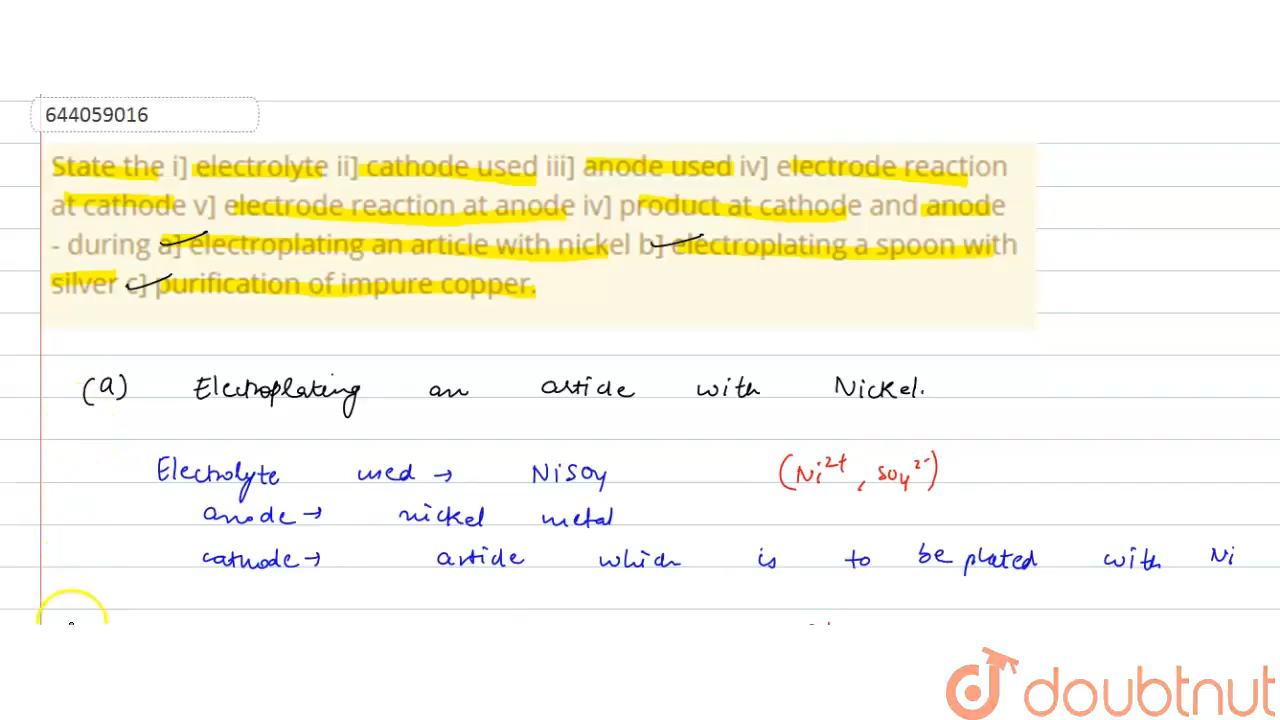 644059016
State the i] electrolyte ii] cathode used iii] anode used iv] electrode reaction
at cathode v] electrode reaction at anode iv] product at cathode and anode
- during a] electroplating an article with nickel b] electroplating a spoon with
silver c] purification of impure copper.
(a) Electroplating an article with Nickel.
Electrolyte used → NiSO4 (Ni2+, SO4 2-)
anode → nickel metal
cathode → article which is to be plated with Ni
doubtnut